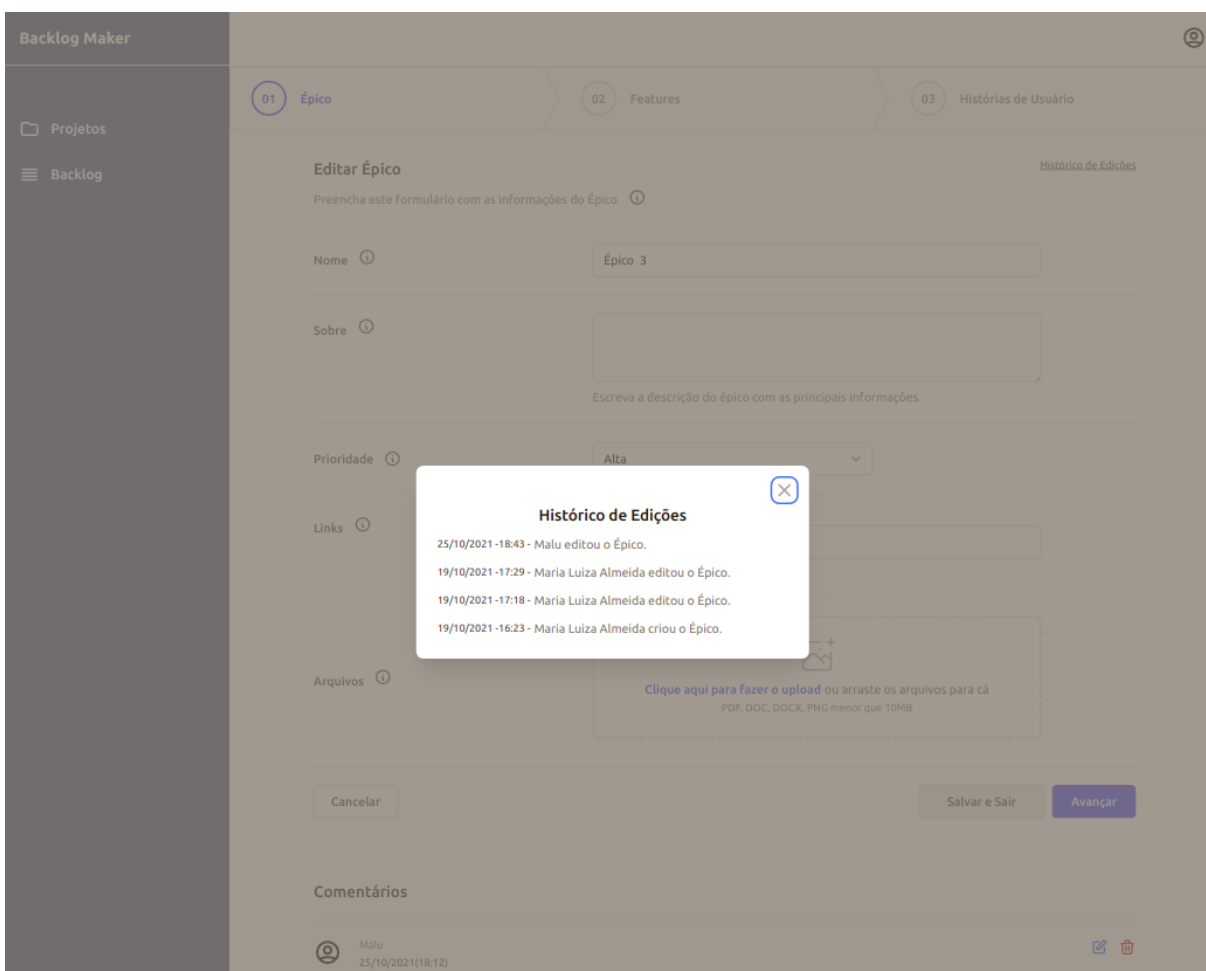 Backlog Maker
01 Épico
02 Features
03 Histórias de Usuário
Projetos
Backlog
Editar Épico
Histórico de Edições
Preencha este formulário com as informações do Épico
Nome
Épico 3
Sobre
Escreva a descrição do épico com as principais informações.
Prioridade
Alta
Links
Histórico de Edições
25/10/2021 -18:43 - Malu editou o Épico.
19/10/2021 -17:29 - Maria Luiza Almeida editou o Épico.
19/10/2021 -17:18 - Maria Luiza Almeida editou o Épico.
19/10/2021 -16:23 - Maria Luiza Almeida criou o Épico.
Arquivos
Clique aqui para fazer o upload ou arraste os arquivos para cá
PDF, DOC, DOCX, PNG menor que 10MB
Cancelar
Salvar e Sair
Avançar
Comentários
Malu
25/10/2021(18:12)